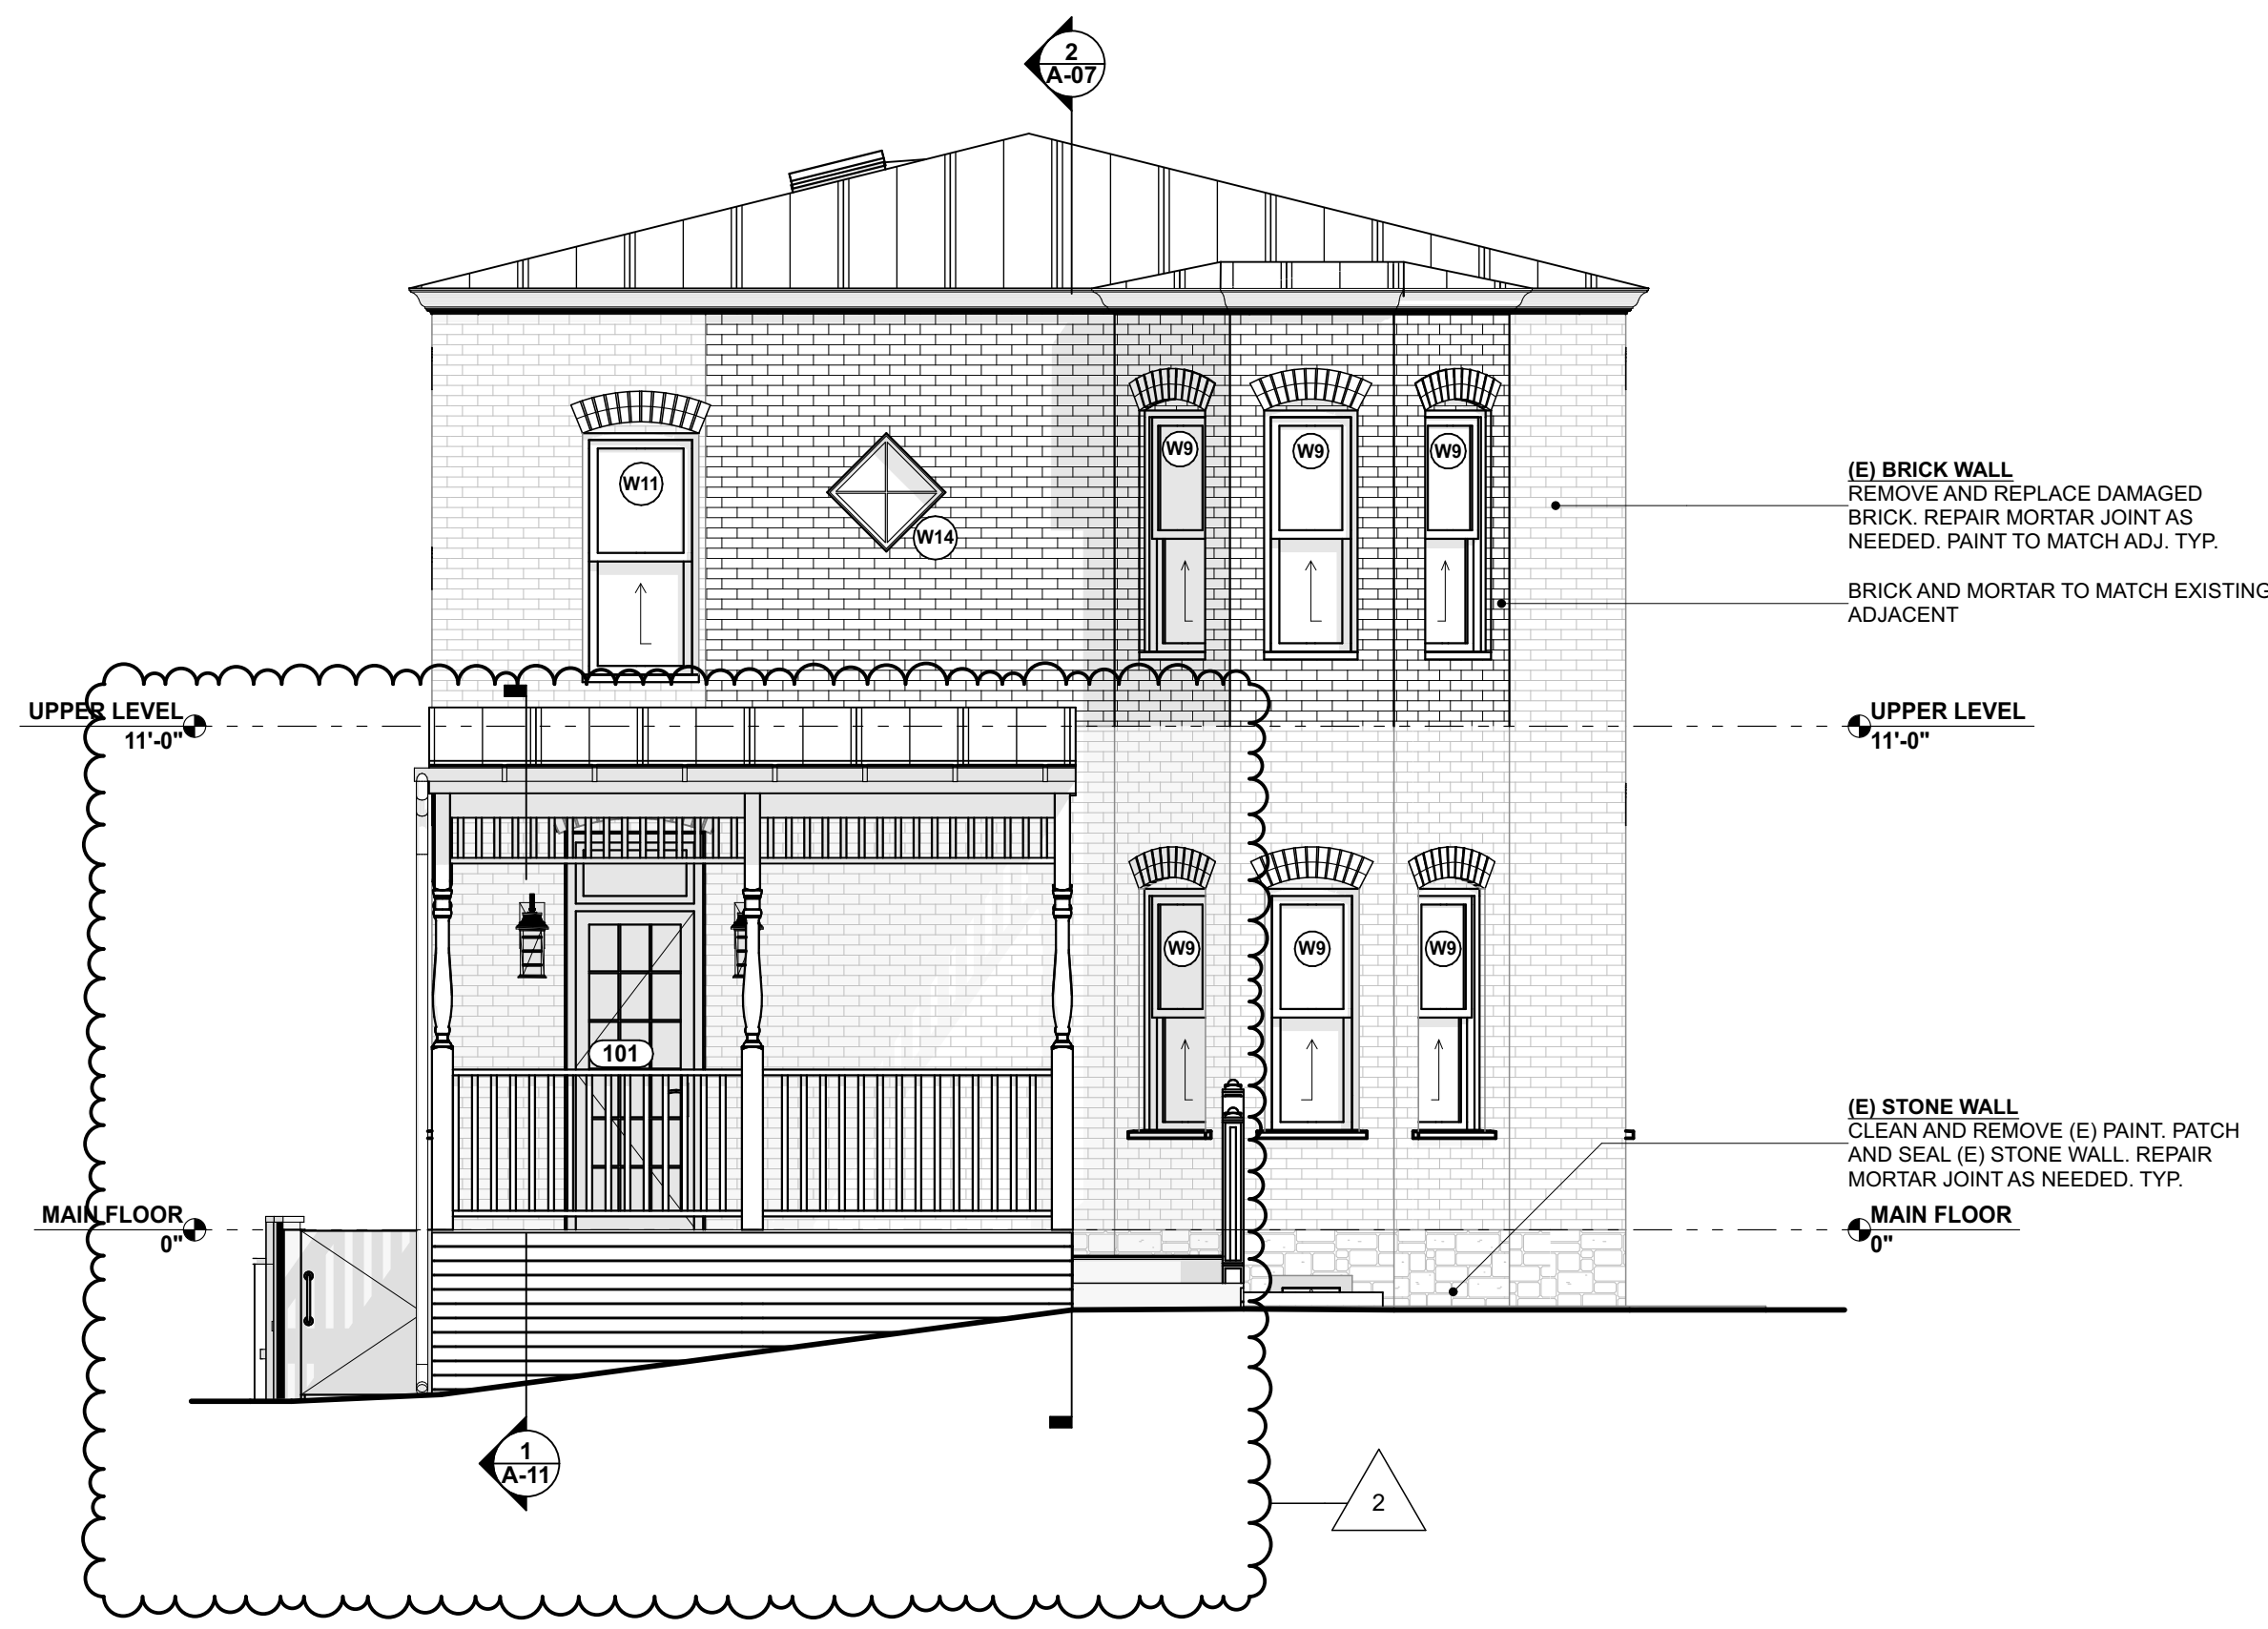 2
A-07
W11
W14
W9
W9
W9
(E) BRICK WALL
REMOVE AND REPLACE DAMAGED
BRICK. REPAIR MORTAR JOINT AS
NEEDED. PAINT TO MATCH ADJ. TYP.
BRICK AND MORTAR TO MATCH EXISTING
ADJACENT
UPPER LEVEL
11'-0"
UPPER LEVEL
11'-0"
W9
W9
W9
101
(E) STONE WALL
CLEAN AND REMOVE (E) PAINT. PATCH
AND SEAL (E) STONE WALL. REPAIR
MORTAR JOINT AS NEEDED. TYP.
MAIN FLOOR
0"
MAIN FLOOR
0"
1
A-11
2